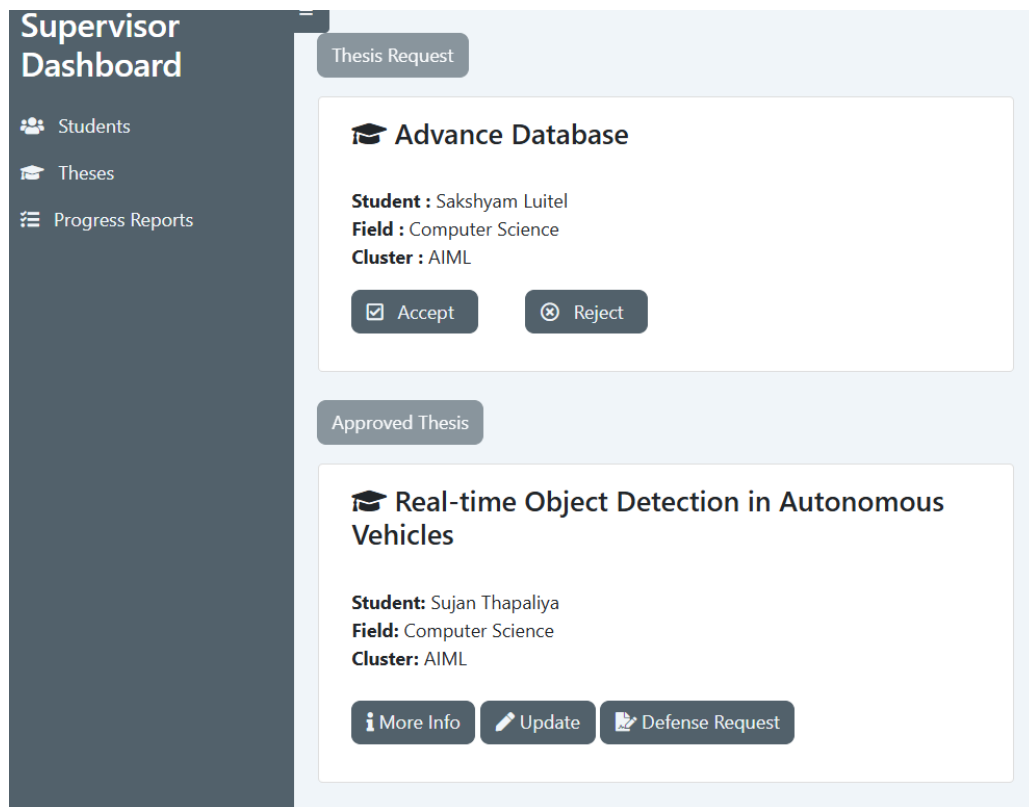 Supervisor
Dashboard
Students
Theses
Progress Reports
Thesis Request
Advance Database
Student : Sakshyam Luitel
Field : Computer Science
Cluster : AIML
Accept
Reject
Approved Thesis
Real-time Object Detection in Autonomous
Vehicles
Student: Sujan Thapaliya
Field: Computer Science
Cluster: AIML
More Info
Update
Defense Request